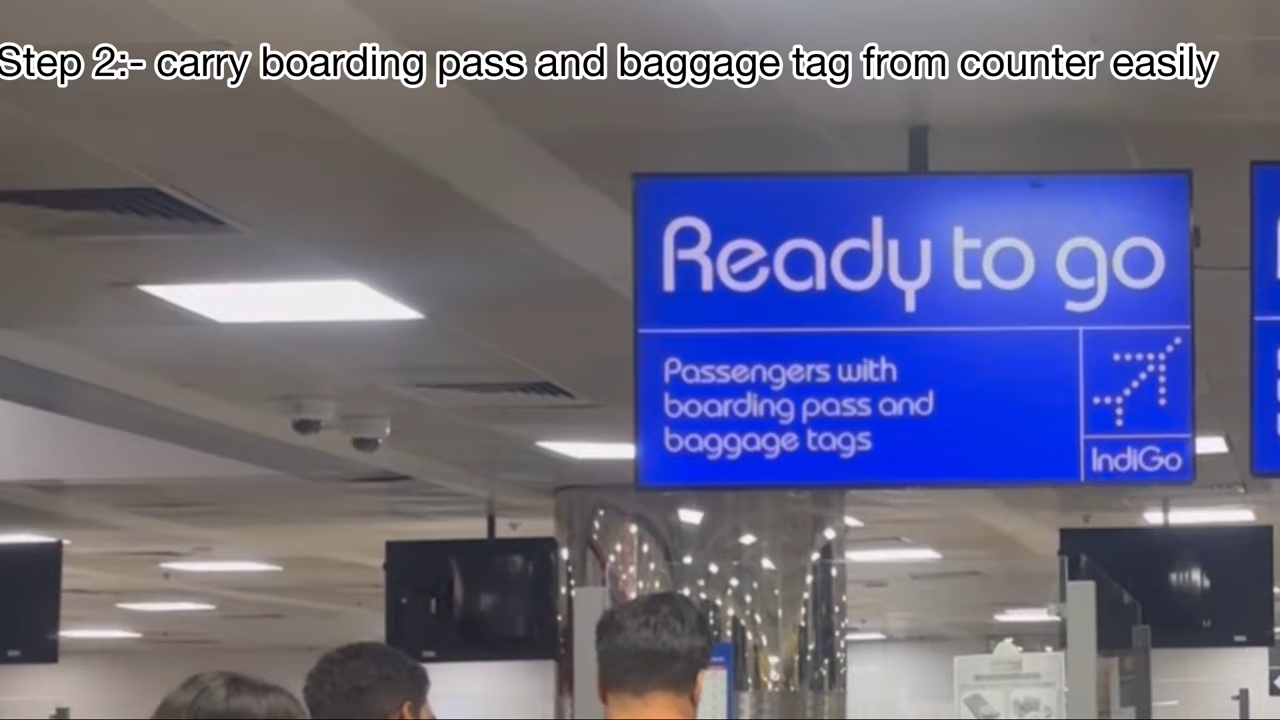 Step 2:- carry boarding pass and baggage tag from counter easily
Ready to go
Passengers with
boarding pass and
baggage tags
IndiGo